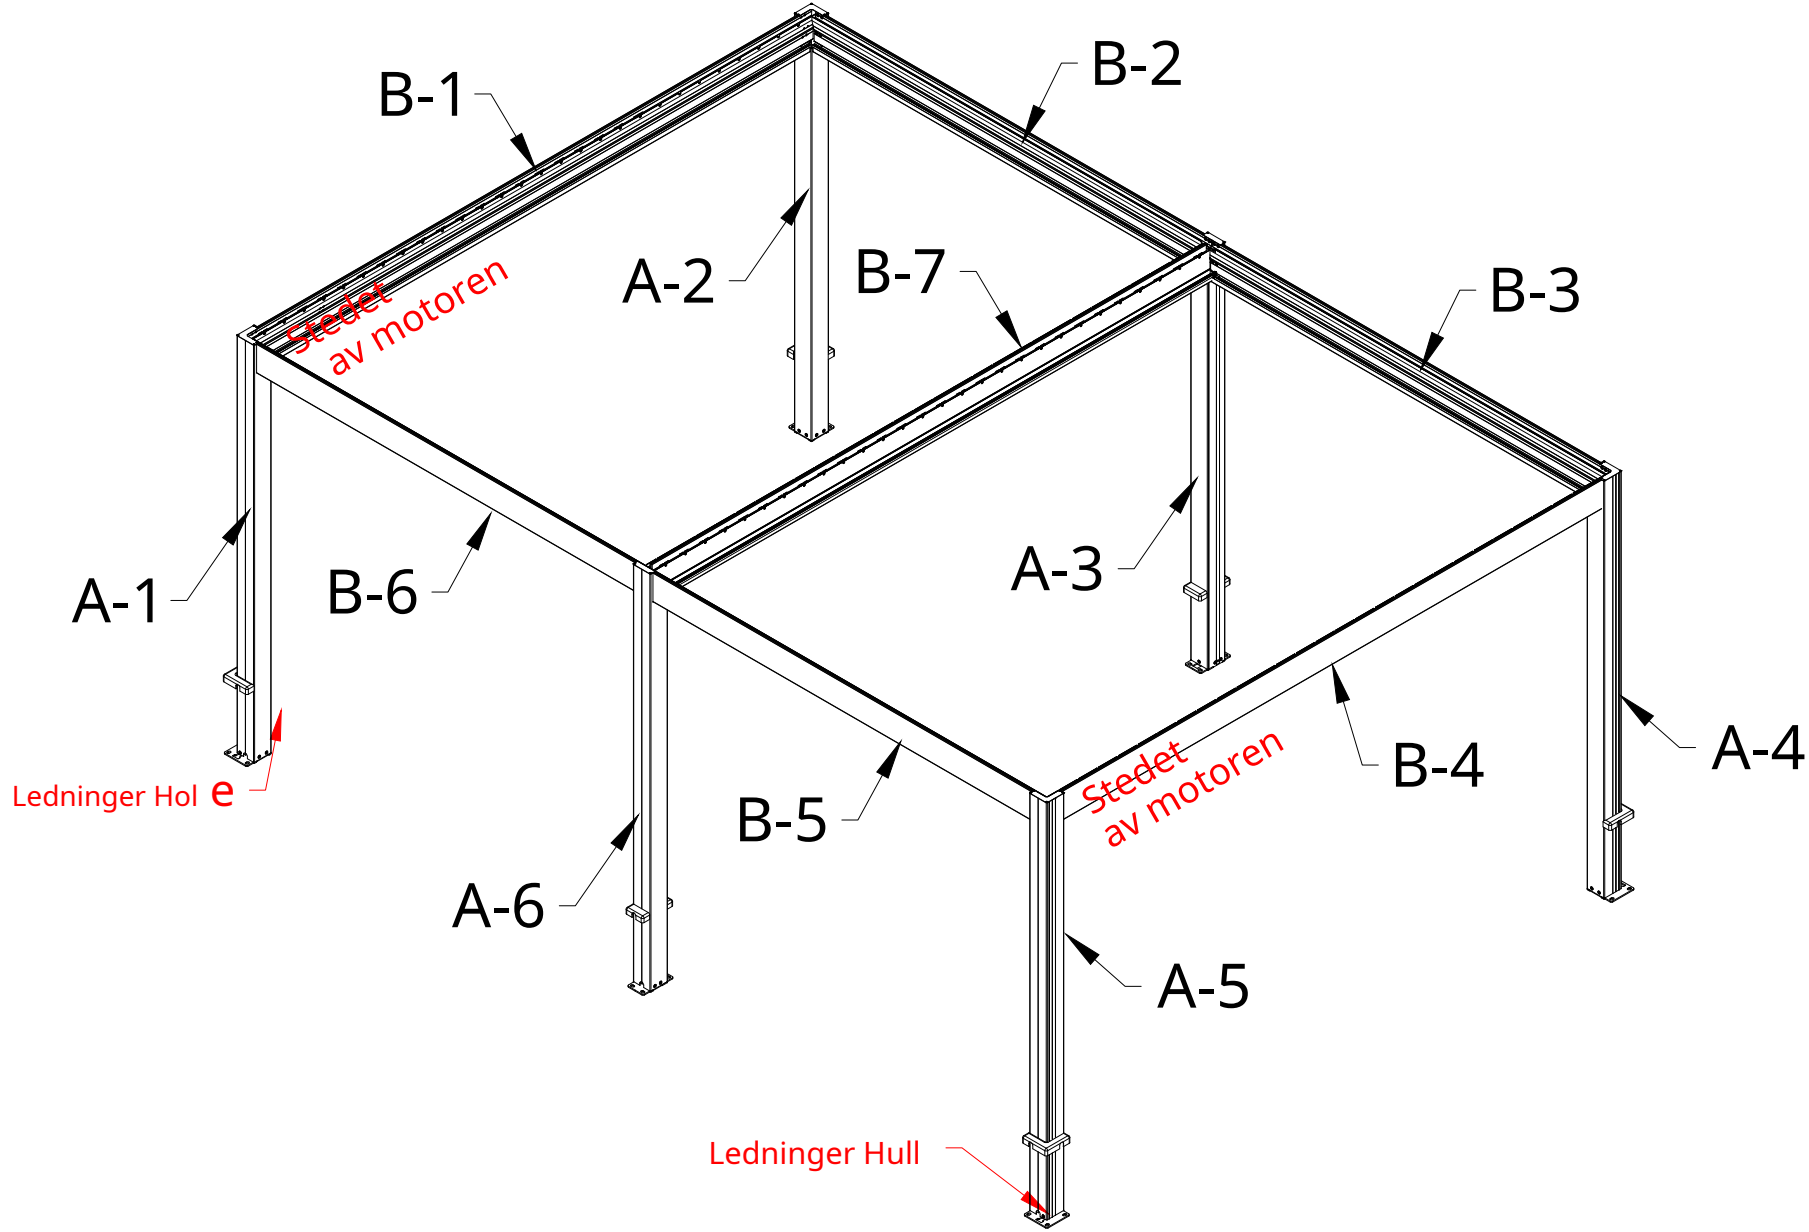 B-1
B-2
A-2
B-7
B-3
Stedet
av motoren
A-3
A-1
B-6
A-4
B-4
Stedet
av motoren
Ledninger Hol e
B-5
A-6
A-5
Ledninger Hull